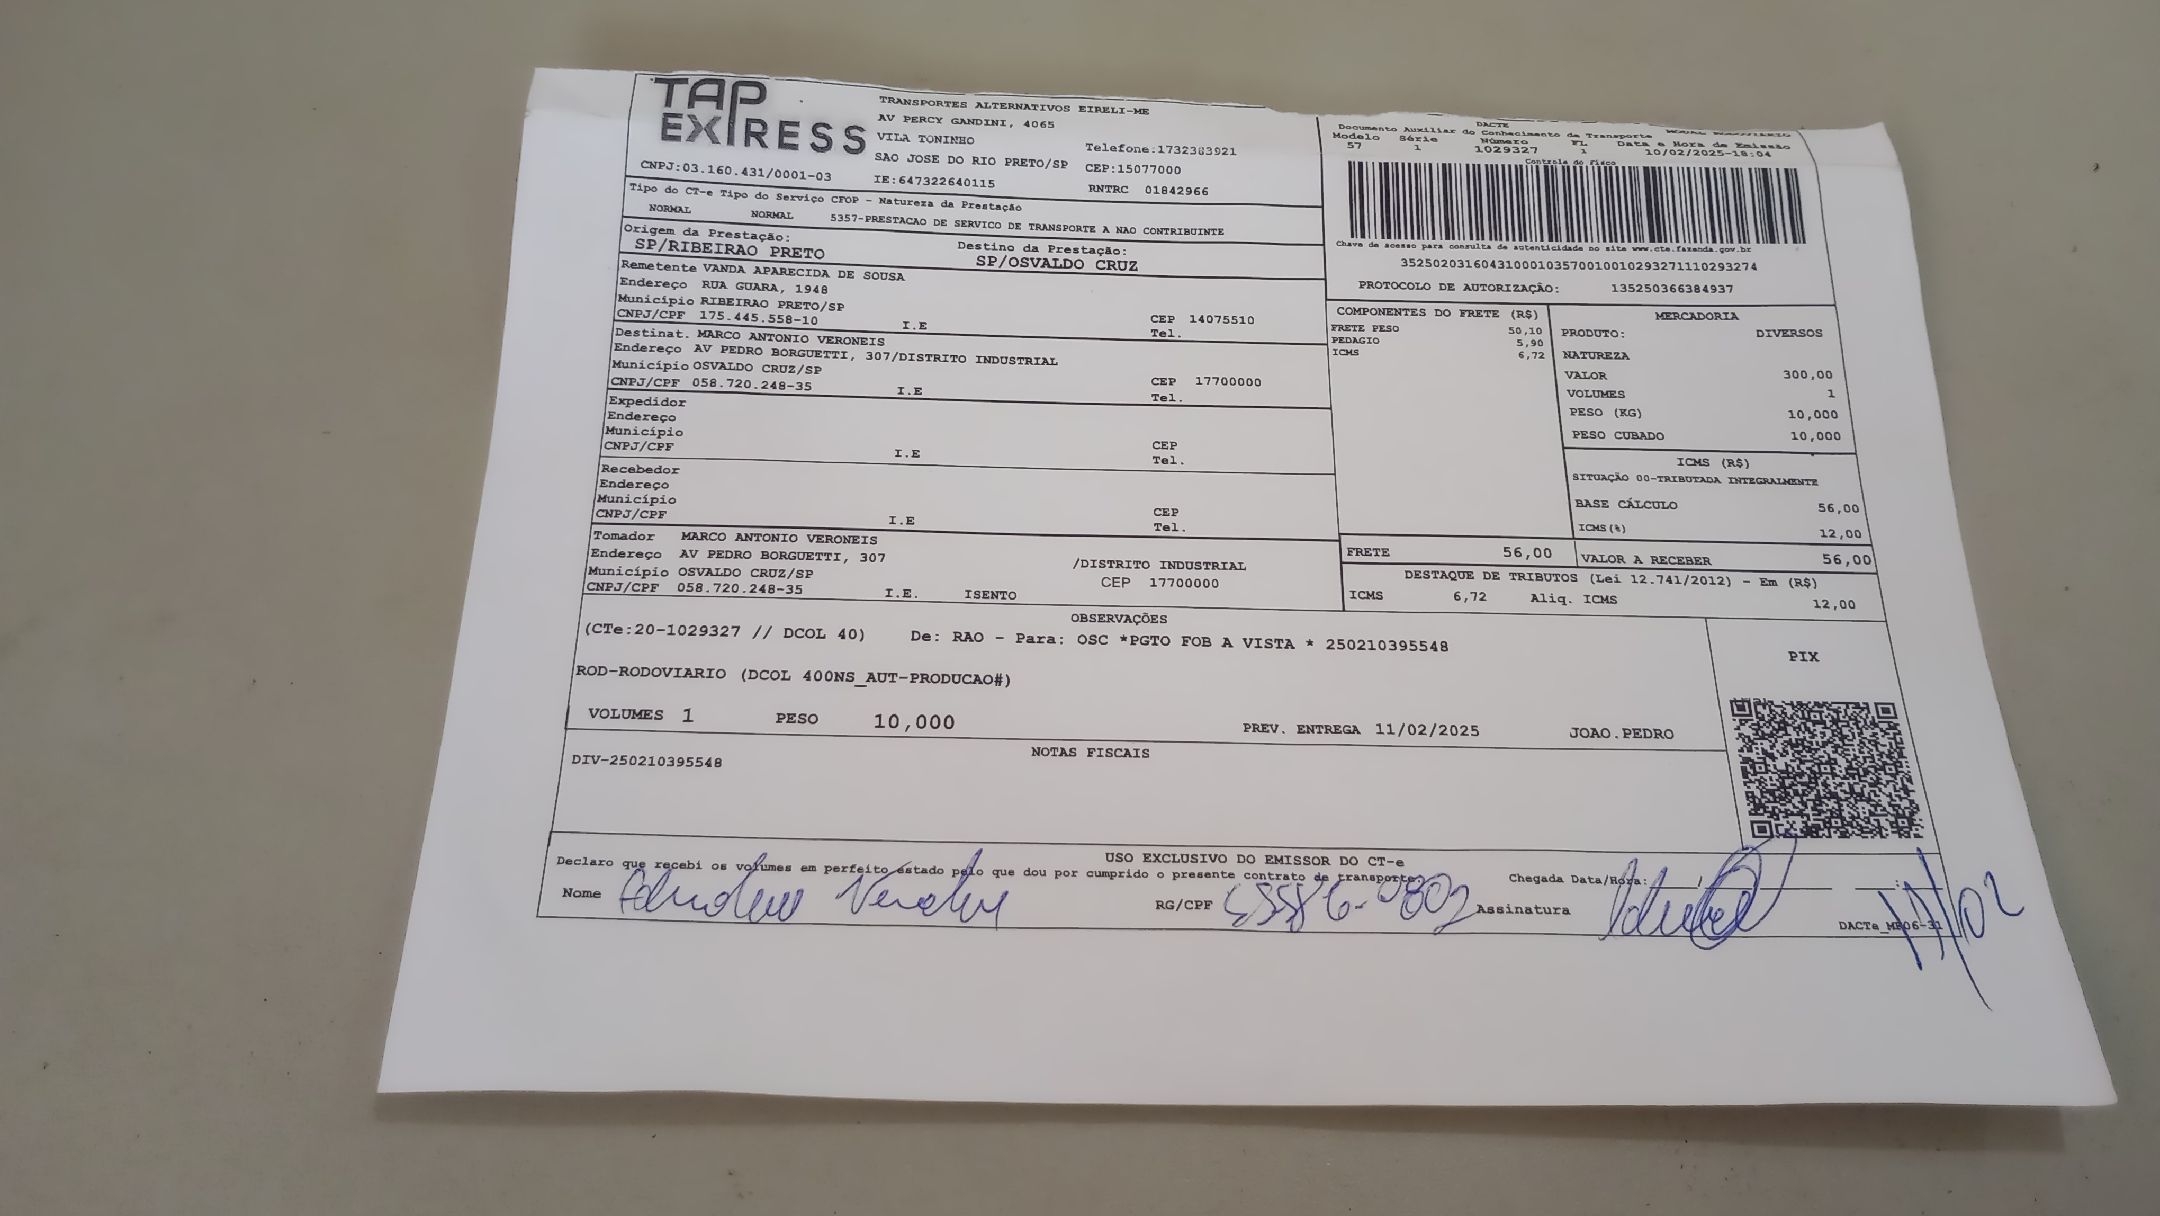 TAP EXPRESS
TRANSPORTES ALTERNATIVOS EIRELI-ME
AV PERCY GANDINI, 4065
VILA TONINHO
Telefone:1732383921
SAO JOSE DO RIO PRETO/SP CEP:15077000
CNPJ:03.160.431/0001-03 IE:647322640115 RNTRC 01842966
DACTE
Documento Auxiliar do Conhecimento de Transporte
Modelo Série Número FL Data e Hora de Emissão
57 1 1029327 1 10/02/2025-18:04
Controle do Fisco
Chave de acesso para consulta de autenticidade no site www.cte.fazenda.gov.br
35250203160431000103570010010293271110293274
PROTOCOLO DE AUTORIZAÇÃO: 135250366384937
Tipo do CT-e Tipo do Serviço CFOP - Natureza da Prestação
NORMAL NORMAL 5357-PRESTACAO DE SERVICO DE TRANSPORTE A NAO CONTRIBUINTE
Origem da Prestação: Destino da Prestação:
SP/RIBEIRAO PRETO SP/OSVALDO CRUZ
Remetente VANDA APARECIDA DE SOUSA
Endereço RUA GUARA, 1948
Município RIBEIRAO PRETO/SP CEP 14075510
CNPJ/CPF 175.445.558-10 I.E Tel.
Destinat. MARCO ANTONIO VERONEIS
Endereço AV PEDRO BORGUETTI, 307/DISTRITO INDUSTRIAL
Município OSVALDO CRUZ/SP CEP 17700000
CNPJ/CPF 058.720.248-35 I.E Tel.
Expedidor
Endereço
Município CEP
CNPJ/CPF I.E Tel.
Recebedor
Endereço
Município CEP
CNPJ/CPF I.E Tel.
Tomador MARCO ANTONIO VERONEIS
Endereço AV PEDRO BORGUETTI, 307 /DISTRITO INDUSTRIAL
Município OSVALDO CRUZ/SP CEP 17700000
CNPJ/CPF 058.720.248-35 I.E. ISENTO
COMPONENTES DO FRETE (R$)
FRETE PESO 50,10
PEDAGIO 5,90
ICMS 6,72
MERCADORIA
PRODUTO: DIVERSOS
NATUREZA
VALOR 300,00
VOLUMES 1
PESO (KG) 10,000
PESO CUBADO 10,000
ICMS (R$)
SITUAÇÃO 00-TRIBUTADA INTEGRALMENTE
BASE CÁLCULO 56,00
ICMS(%) 12,00
FRETE 56,00 VALOR A RECEBER 56,00
DESTAQUE DE TRIBUTOS (Lei 12.741/2012) - Em (R$)
ICMS 6,72 Aliq. ICMS 12,00
OBSERVAÇÕES
(CTe:20-1029327 // DCOL 40) De: RAO - Para: OSC *PGTO FOB A VISTA * 250210395548
ROD-RODOVIARIO (DCOL 400NS_AUT-PRODUCAO#)
VOLUMES 1 PESO 10,000 PREV. ENTREGA 11/02/2025 JOAO.PEDRO
PIX
NOTAS FISCAIS
DIV-250210395548
USO EXCLUSIVO DO EMISSOR DO CT-e
Declaro que recebi os volumes em perfeito estado pelo que dou por cumprido o presente contrato de transporte. Chegada Data/Hora:
Nome RG/CPF Assinatura
11/02